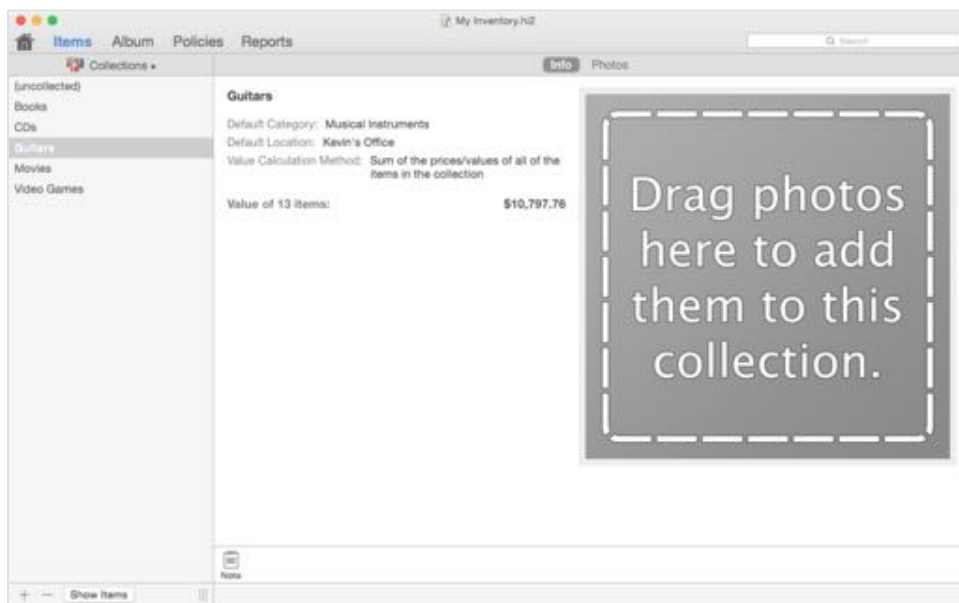 My Inventory.hi2
Items Album Policies Reports
Search
Collections
Info Photos
(uncollected)
Books
CDs
Guitars
Movies
Video Games
Guitars
Default Category: Musical Instruments
Default Location: Kevin's Office
Value Calculation Method: Sum of the prices/values of all of the
items in the collection
Value of 13 items: $10,797.76
Drag photos
here to add
them to this
collection.
Note
+ − Show Items